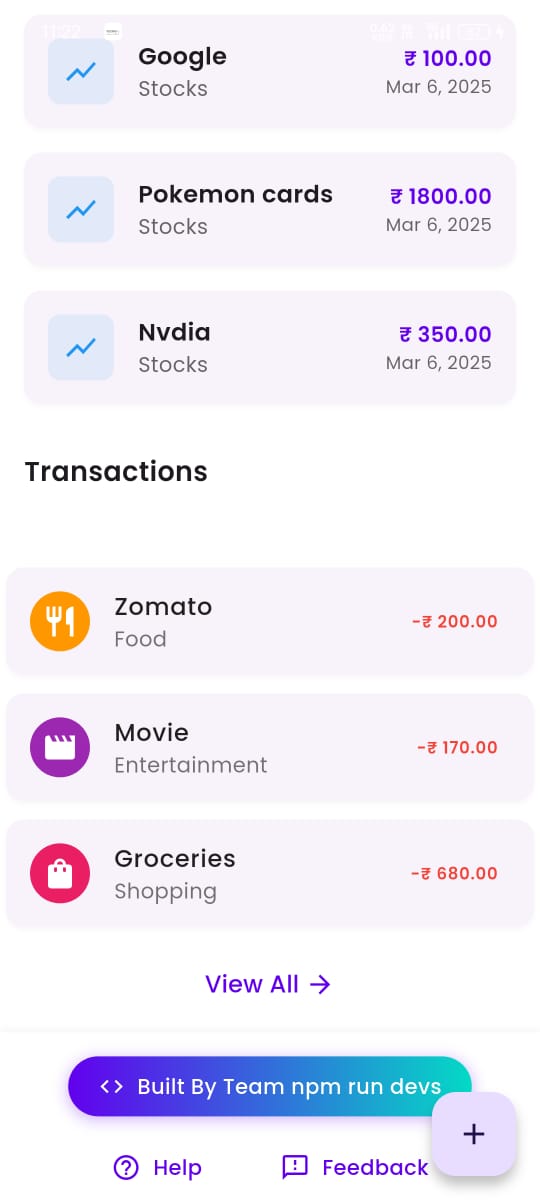 11:22
Google
₹ 100.00
Stocks
Mar 6, 2025
Pokemon cards
₹ 1800.00
Stocks
Mar 6, 2025
Nvdia
₹ 350.00
Stocks
Mar 6, 2025
Transactions
Zomato
-₹ 200.00
Food
Movie
-₹ 170.00
Entertainment
Groceries
-₹ 680.00
Shopping
View All →
<> Built By Team npm run devs
+
Help
Feedback